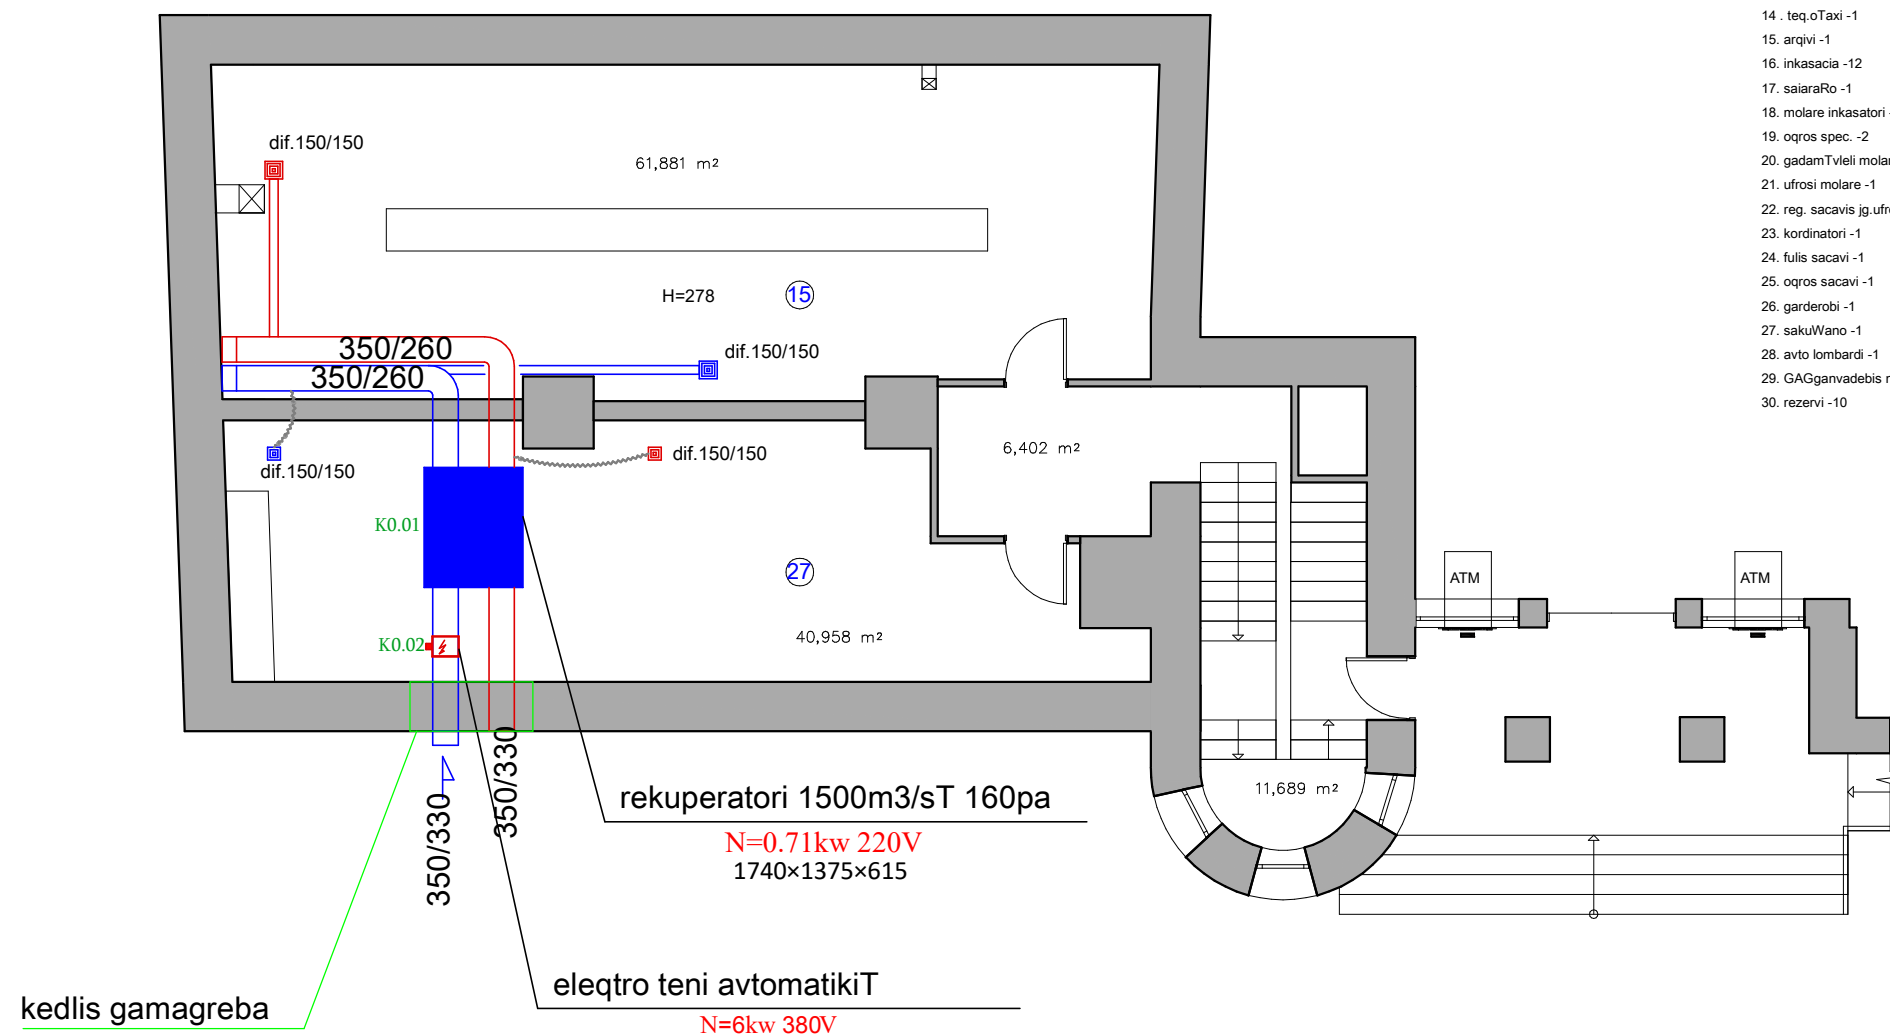 14 . teq.oTaxi -1
15. arqivi -1
16. inkasacia -12
17. saiaraRo -1
18. molare inkasatori
19. oqros spec. -2
20. gadamTvleli molar
21. ufrosi molare -1
22. reg. sacavis jg.ufr
23. kordinatori -1
24. fulis sacavi -1
25. oqros sacavi -1
26. garderobi -1
27. sakuWano -1
28. avto lombardi -1
29. GAGganvadebis
30. rezervi -10
dif.150/150
61,881 m²
H=278
15
350/260
350/260
dif.150/150
dif.150/150
dif.150/150
6,402 m²
K0.01
27
K0.02
40,958 m²
ATM
ATM
350/330
350/330
11,689 m²
rekuperatori 1500m3/sT 160pa
N=0.71kw 220V
1740×1375×615
eleqtro teni avtomatikiT
N=6kw 380V
kedlis gamagreba